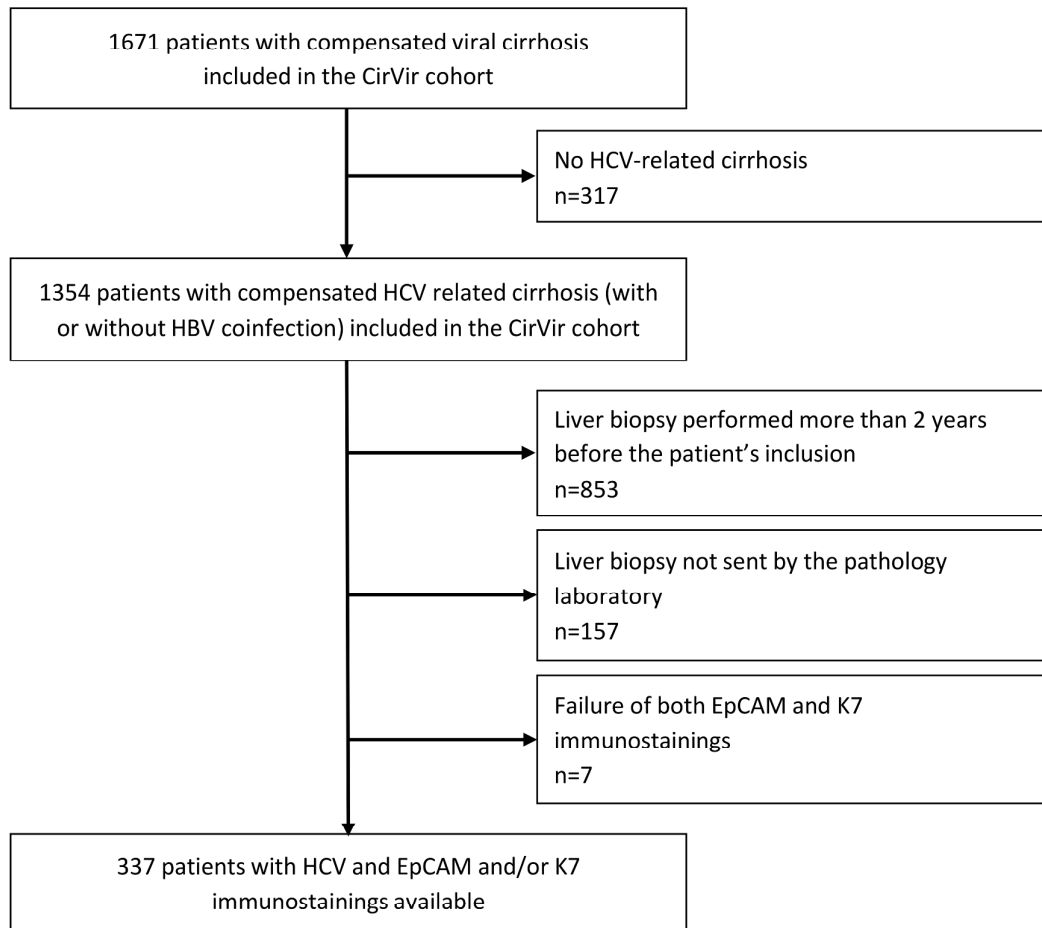 1671 patients with compensated viral cirrhosis
included in the CirVir cohort
No HCV-related cirrhosis
n=317
1354 patients with compensated HCV related cirrhosis (with
or without HBV coinfection) included in the CirVir cohort
Liver biopsy performed more than 2 years
before the patient’s inclusion
n=853
Liver biopsy not sent by the pathology
laboratory
n=157
Failure of both EpCAM and K7
immunostainings
n=7
337 patients with HCV and EpCAM and/or K7
immunostainings available